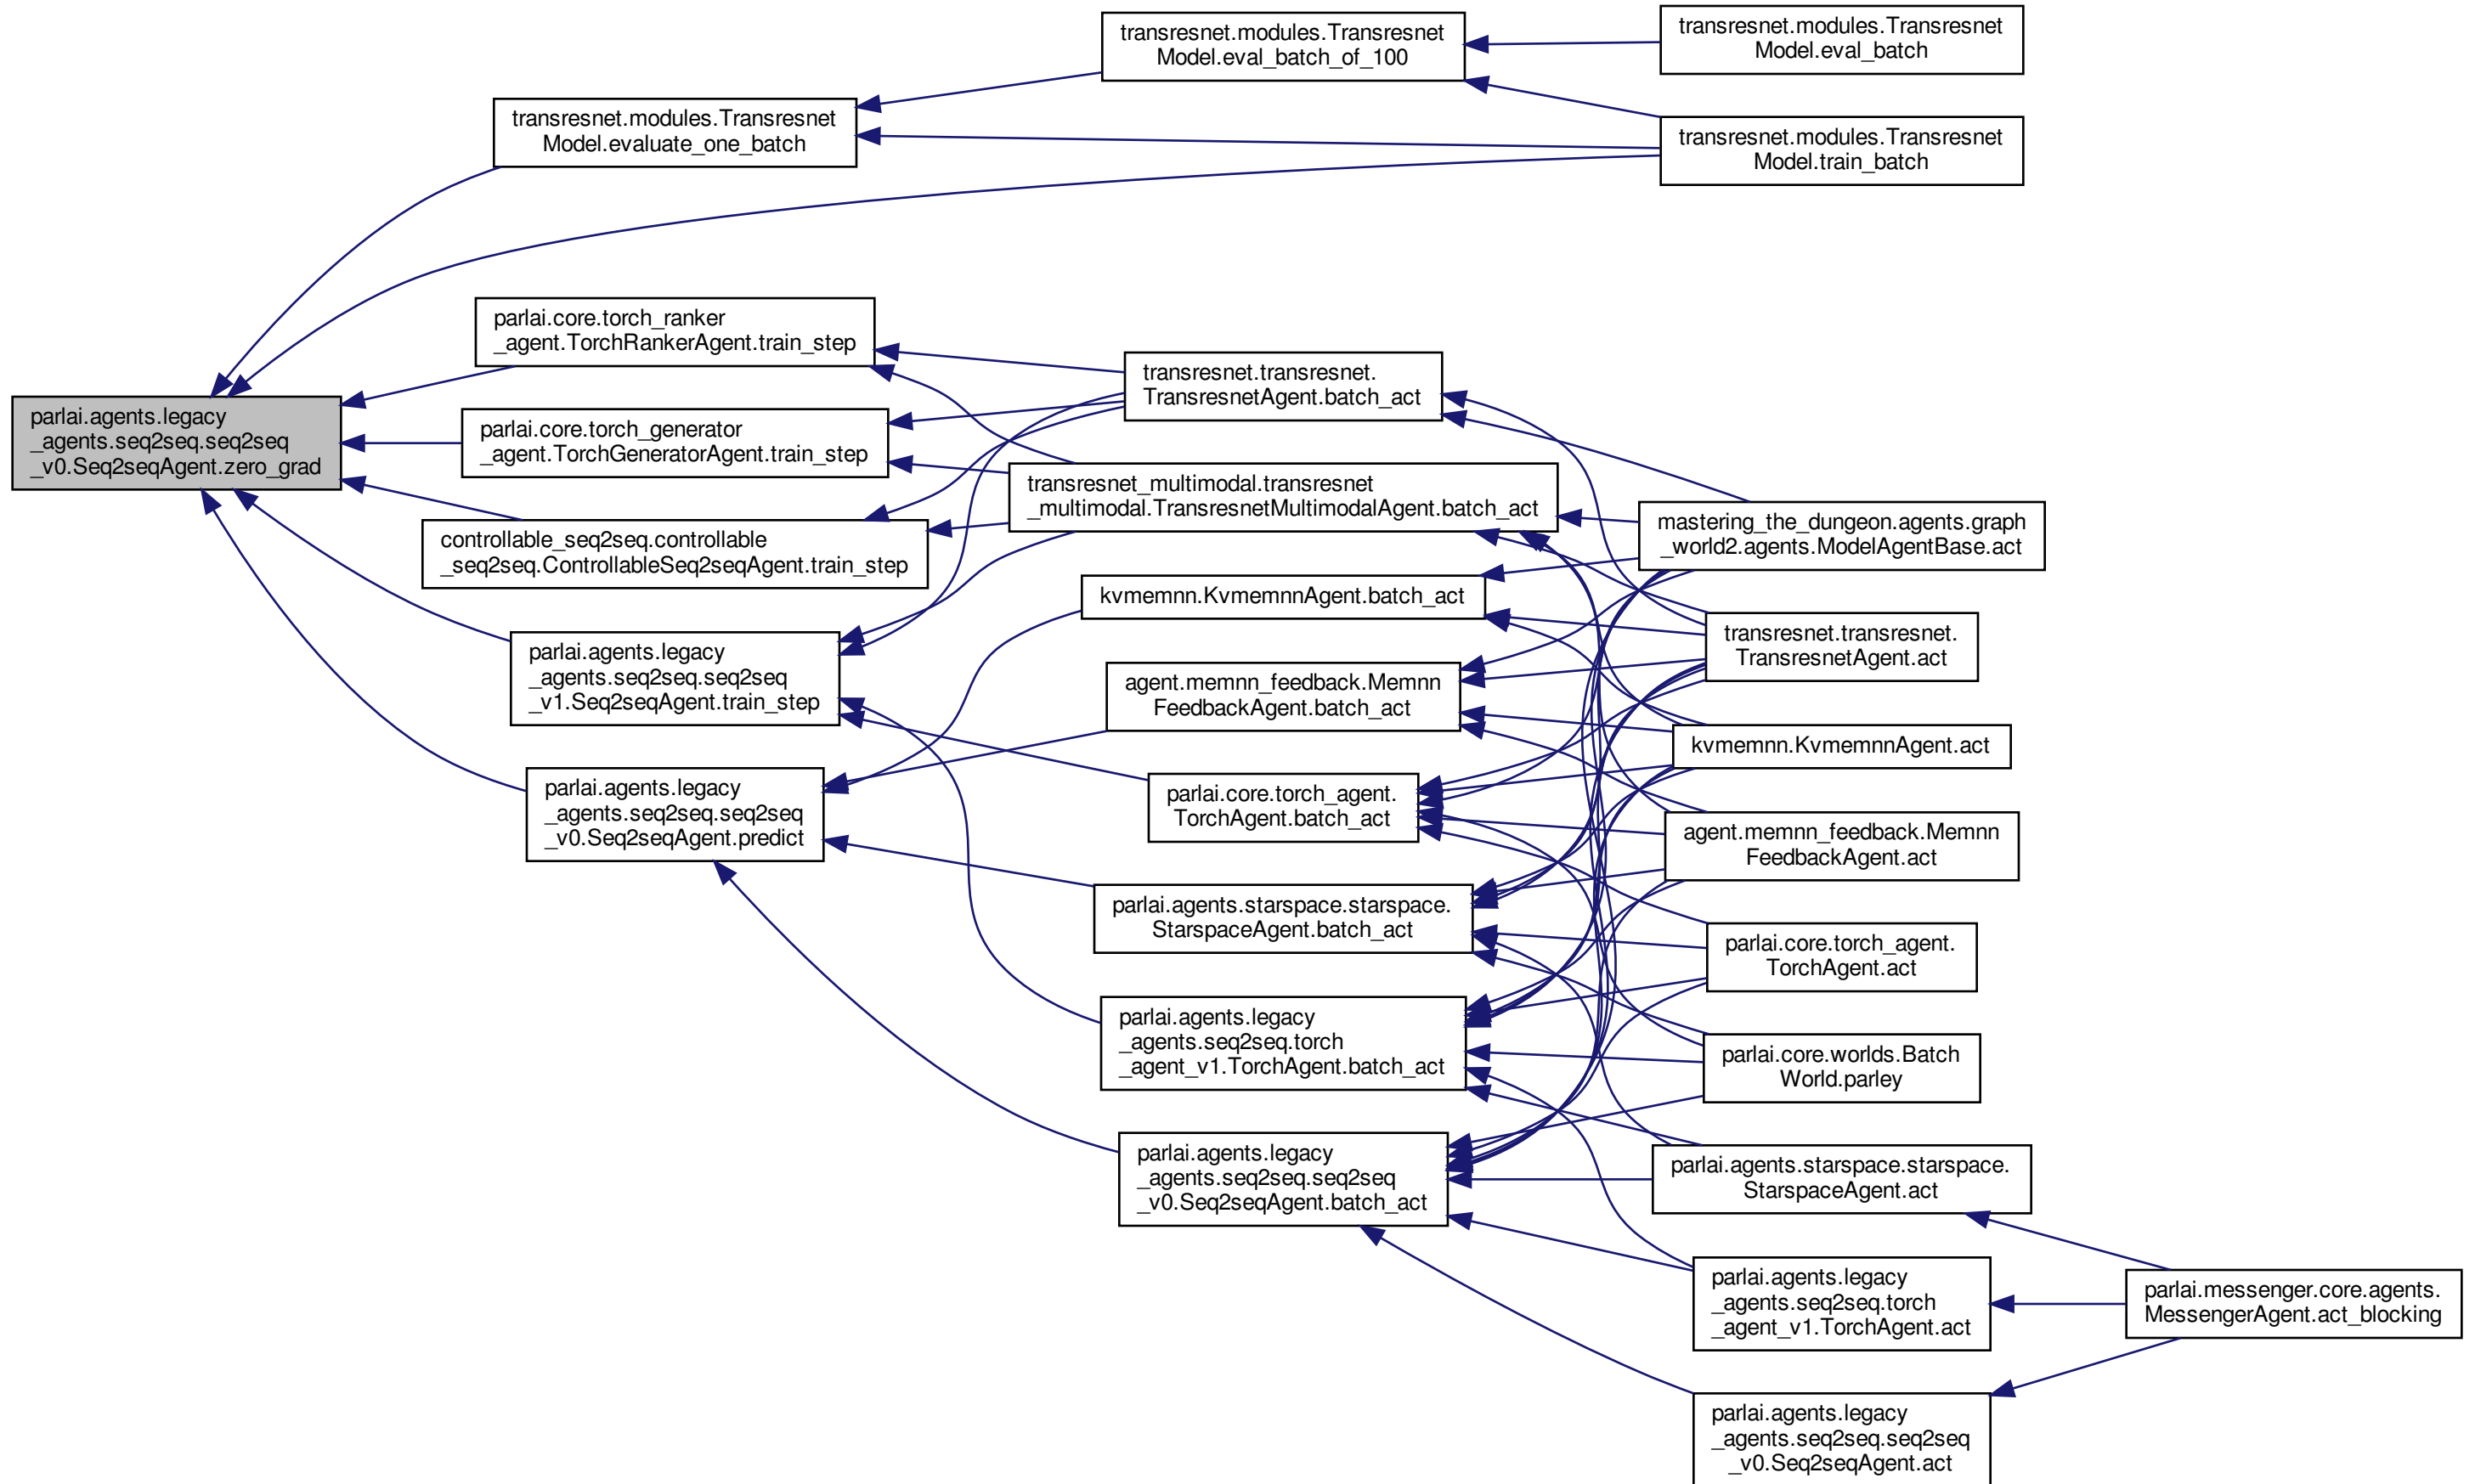 transresnet.modules.Transresnet
Model.eval_batch_of_100
transresnet.modules.Transresnet
Model.eval_batch
transresnet.modules.Transresnet
Model.evaluate_one_batch
transresnet.modules.Transresnet
Model.train_batch
parlai.core.torch_ranker
_agent.TorchRankerAgent.train_step
transresnet.transresnet.
TransresnetAgent.batch_act
parlai.agents.legacy
_agents.seq2seq.seq2seq
_v0.Seq2seqAgent.zero_grad
parlai.core.torch_generator
_agent.TorchGeneratorAgent.train_step
transresnet_multimodal.transresnet
_multimodal.TransresnetMultimodalAgent.batch_act
mastering_the_dungeon.agents.graph
_world2.agents.ModelAgentBase.act
controllable_seq2seq.controllable
_seq2seq.ControllableSeq2seqAgent.train_step
kvmemnn.KvmemnnAgent.batch_act
transresnet.transresnet.
TransresnetAgent.act
parlai.agents.legacy
_agents.seq2seq.seq2seq
_v1.Seq2seqAgent.train_step
agent.memnn_feedback.Memnn
FeedbackAgent.batch_act
kvmemnn.KvmemnnAgent.act
parlai.agents.legacy
_agents.seq2seq.seq2seq
_v0.Seq2seqAgent.predict
parlai.core.torch_agent.
TorchAgent.batch_act
agent.memnn_feedback.Memnn
FeedbackAgent.act
parlai.agents.starspace.starspace.
StarspaceAgent.batch_act
parlai.core.torch_agent.
TorchAgent.act
parlai.agents.legacy
_agents.seq2seq.torch
_agent_v1.TorchAgent.batch_act
parlai.core.worlds.Batch
World.parley
parlai.agents.legacy
_agents.seq2seq.seq2seq
_v0.Seq2seqAgent.batch_act
parlai.agents.starspace.starspace.
StarspaceAgent.act
parlai.agents.legacy
_agents.seq2seq.torch
_agent_v1.TorchAgent.act
parlai.messenger.core.agents.
MessengerAgent.act_blocking
parlai.agents.legacy
_agents.seq2seq.seq2seq
_v0.Seq2seqAgent.act